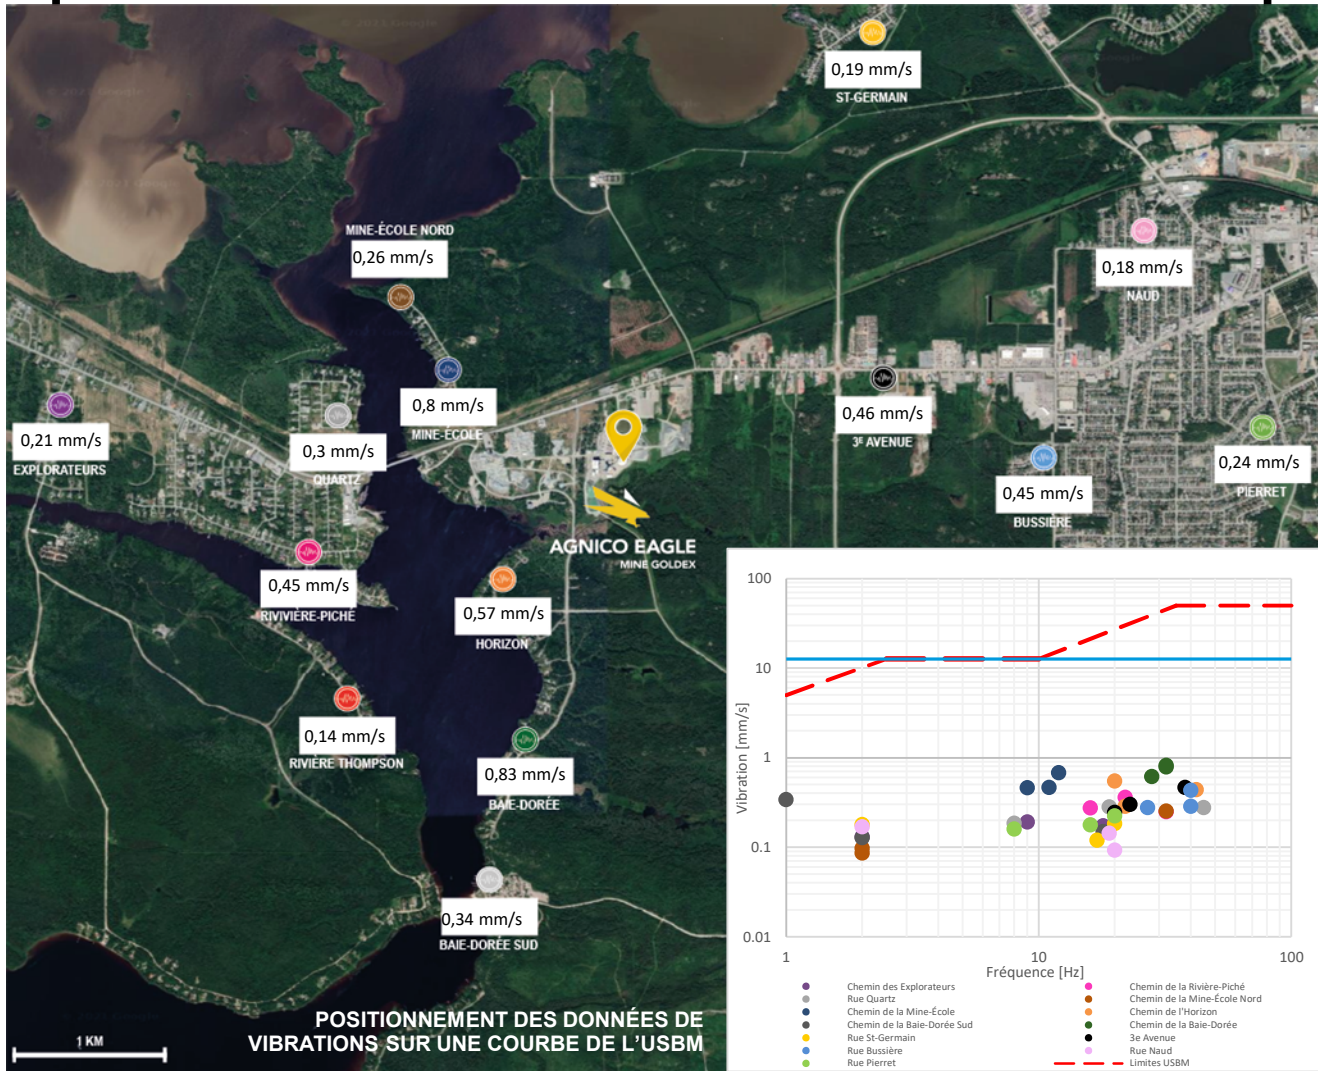 0,19 mm/s
ST-GERMAIN
MINE-ÉCOLE NORD
0,26 mm/s
0,18 mm/s
NAUD
0,8 mm/s
MINE-ÉCOLE
0,21 mm/s
EXPLORATEURS
0,3 mm/s
QUARTZ
0,46 mm/s
3E AVENUE
0,24 mm/s
PIERRET
0,45 mm/s
BUSSIÈRE
AGNICO EAGLE
MINE GOLDEX
0,45 mm/s
RIVIVIÈRE-PICHÉ
0,57 mm/s
HORIZON
0,14 mm/s
RIVIÈRE THOMPSON
0,83 mm/s
BAIE-DORÉE
0,34 mm/s
BAIE-DORÉE SUD
POSITIONNEMENT DES DONNÉES DE
VIBRATIONS SUR UNE COURBE DE L'USBM
1 KM
100
10
1
0.1
0.01
Vibration [mm/s]
1
10
100
Fréquence [Hz]
Chemin des Explorateurs
Chemin de la Rivière-Piché
Rue Quartz
Chemin de la Mine-École Nord
Chemin de la Mine-École
Chemin de l'Horizon
Chemin de la Baie-Dorée Sud
Chemin de la Baie-Dorée
Rue St-Germain
3e Avenue
Rue Bussière
Rue Naud
Rue Pierret
Limites USBM